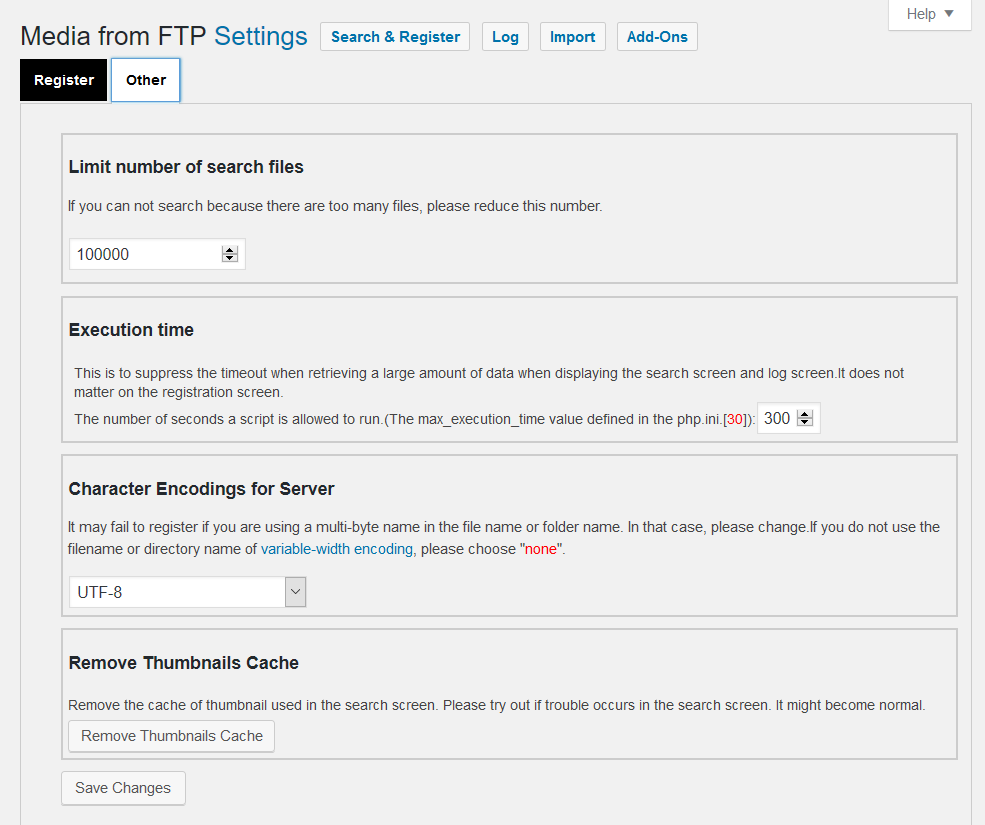 Help ▼
Media from FTP Settings Search & Register Log Import Add-Ons
Register Other
Limit number of search files
If you can not search because there are too many files, please reduce this number.
100000
Execution time
This is to suppress the timeout when retrieving a large amount of data when displaying the search screen and log screen.It does not
matter on the registration screen.
The number of seconds a script is allowed to run.(The max_execution_time value defined in the php.ini.[30]): 300
Character Encodings for Server
It may fail to register if you are using a multi-byte name in the file name or folder name. In that case, please change.If you do not use the
filename or directory name of variable-width encoding, please choose "none".
UTF-8
Remove Thumbnails Cache
Remove the cache of thumbnail used in the search screen. Please try out if trouble occurs in the search screen. It might become normal.
Remove Thumbnails Cache
Save Changes